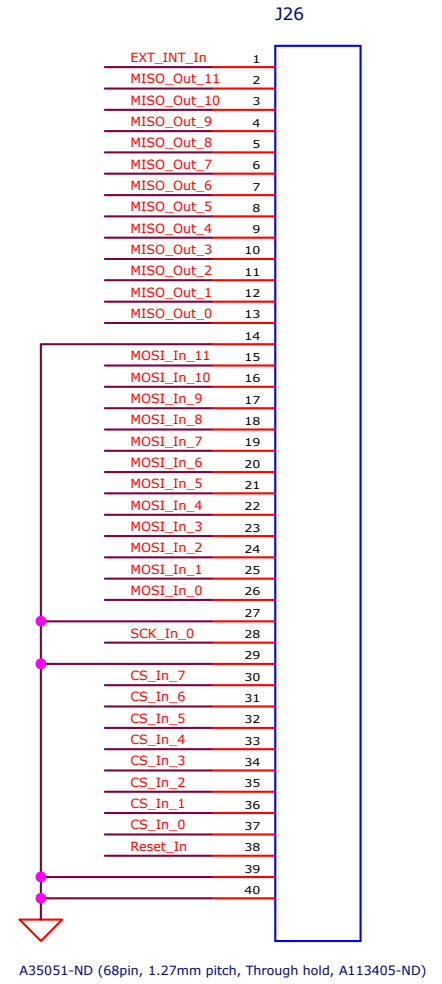 J26
EXT_INT_In 1
MISO_Out_11 2
MISO_Out_10 3
MISO_Out_9 4
MISO_Out_8 5
MISO_Out_7 6
MISO_Out_6 7
MISO_Out_5 8
MISO_Out_4 9
MISO_Out_3 10
MISO_Out_2 11
MISO_Out_1 12
MISO_Out_0 13
14
MOSI_In_11 15
MOSI_In_10 16
MOSI_In_9 17
MOSI_In_8 18
MOSI_In_7 19
MOSI_In_6 20
MOSI_In_5 21
MOSI_In_4 22
MOSI_In_3 23
MOSI_In_2 24
MOSI_In_1 25
MOSI_In_0 26
27
SCK_In_0 28
29
CS_In_7 30
CS_In_6 31
CS_In_5 32
CS_In_4 33
CS_In_3 34
CS_In_2 35
CS_In_1 36
CS_In_0 37
Reset_In 38
39
40
A35051-ND (68pin, 1.27mm pitch, Through hold, A113405-ND)